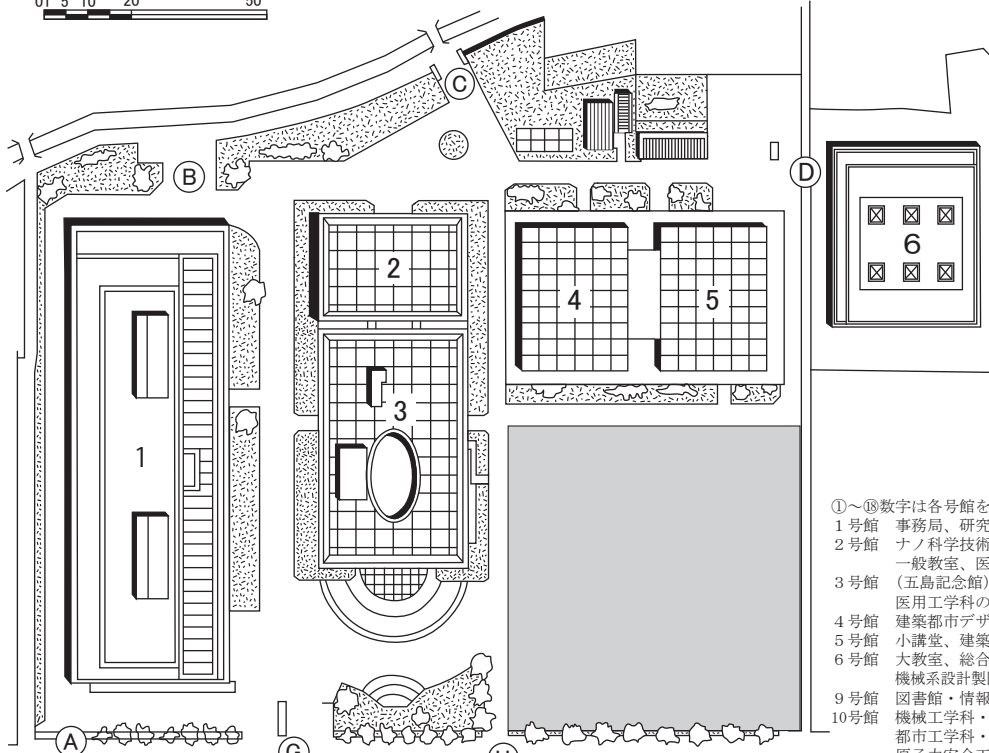 01 5 10 20 50
C
B
D
2
6
4
5
3
1
①～⑱数字は各号館を
1号館 事務局、研究
2号館 ナノ科学技術
一般教室、医
3号館 (五島記念館)
医用工学科の
4号館 建築都市デザ
5号館 小講堂、建築
6号館 大教室、総合
機械系設計製
9号館 図書館・情報
10号館 機械工学科・
都市工学科・
A
G
H